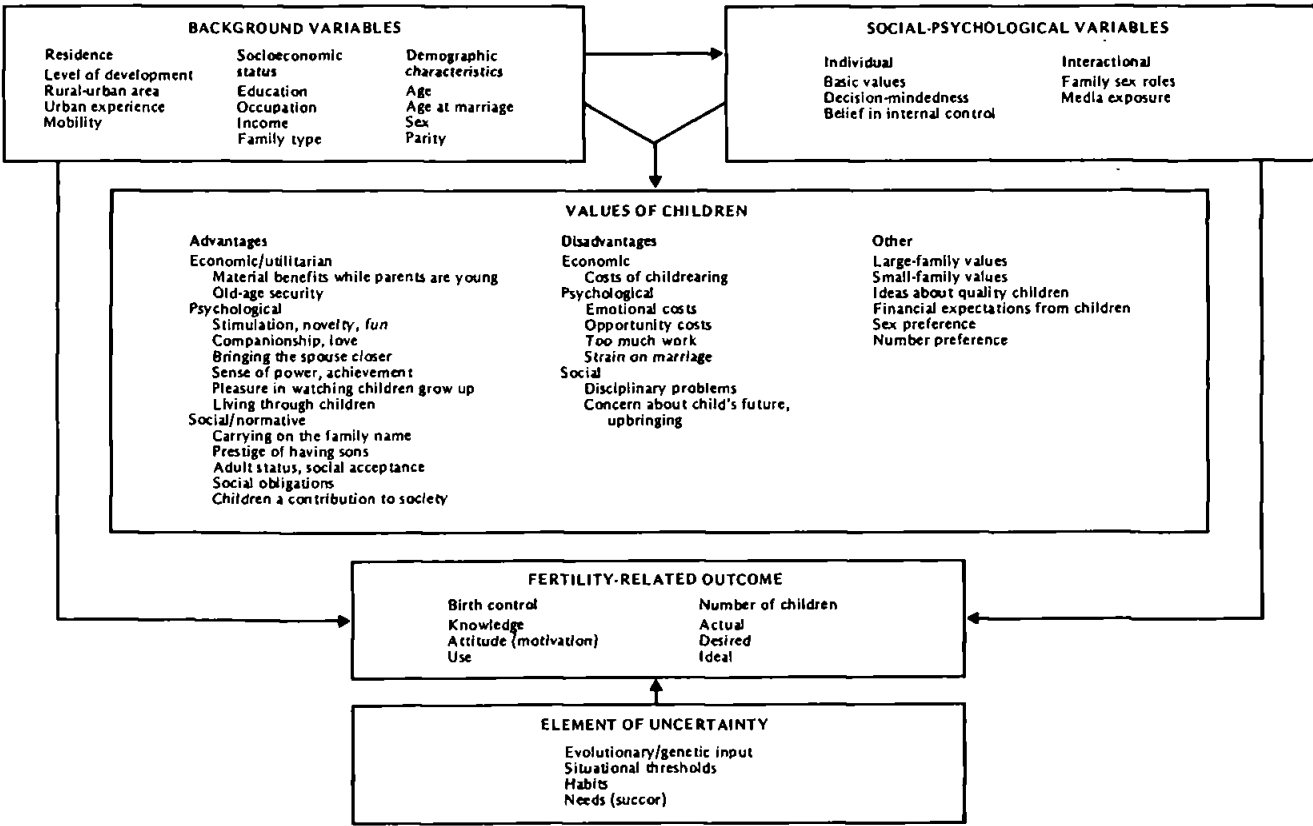 BACKGROUND VARIABLES
Residence
Level of development
Rural-urban area
Urban experience
Mobility
Socioeconomic
status
Education
Occupation
Income
Family type
Demographic
characteristics
Age
Age at marriage
Sex
Parity
SOCIAL-PSYCHOLOGICAL VARIABLES
Individual
Basic values
Decision-mindedness
Belief in internal control
Interactional
Family sex roles
Media exposure
VALUES OF CHILDREN
Advantages
Economic/utilitarian
Material benefits while parents are young
Old-age security
Psychological
Stimulation, novelty, fun
Companionship, love
Bringing the spouse closer
Sense of power, achievement
Pleasure in watching children grow up
Living through children
Social/normative
Carrying on the family name
Prestige of having sons
Adult status, social acceptance
Social obligations
Children a contribution to society
Disadvantages
Economic
Costs of childrearing
Psychological
Emotional costs
Opportunity costs
Too much work
Strain on marriage
Social
Disciplinary problems
Concern about child's future,
upbringing
Other
Large-family values
Small-family values
Ideas about quality children
Financial expectations from children
Sex preference
Number preference
FERTILITY-RELATED OUTCOME
Birth control
Knowledge
Attitude (motivation)
Use
Number of children
Actual
Desired
Ideal
ELEMENT OF UNCERTAINTY
Evolutionary/genetic input
Situational thresholds
Habits
Needs (succor)